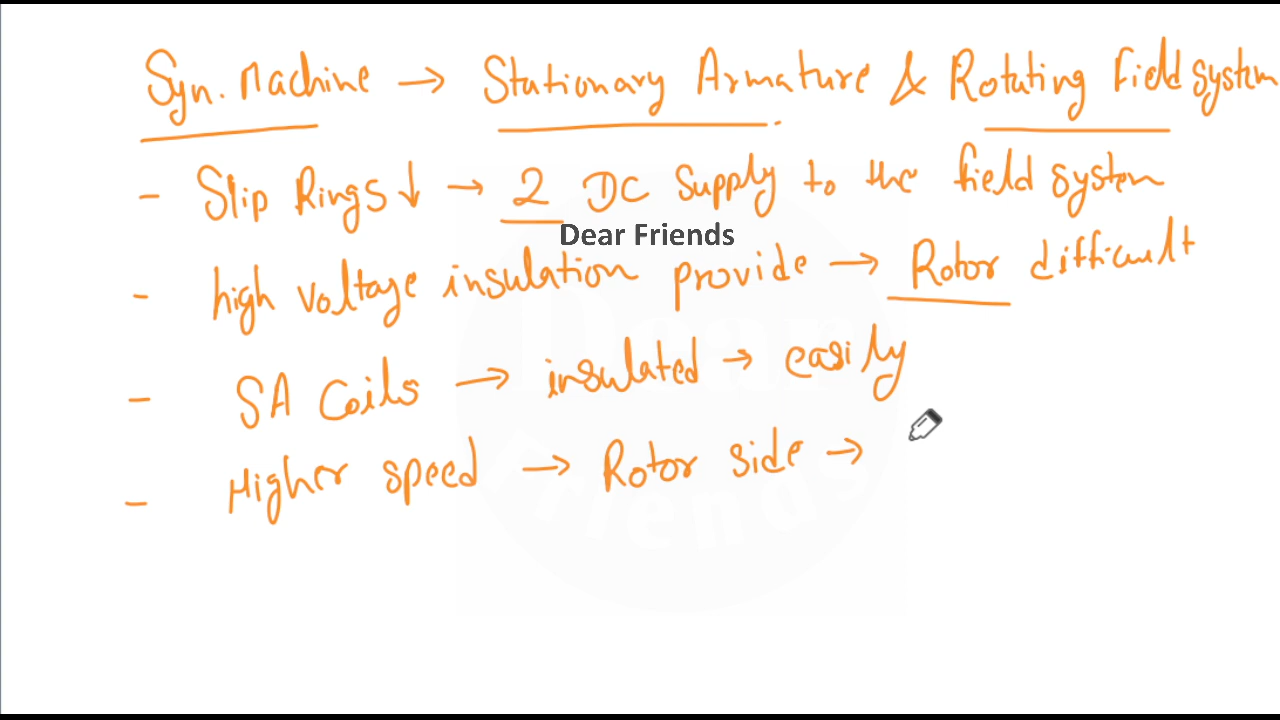 Syn. Machine → Stationary Armature & Rotating Field system
- Slip Rings ↓ → 2 DC Supply to the field system
Dear Friends
- high voltage insulation provide → Rotor difficult
- SA Coils → insulated → easily
- Higher speed → Rotor side →